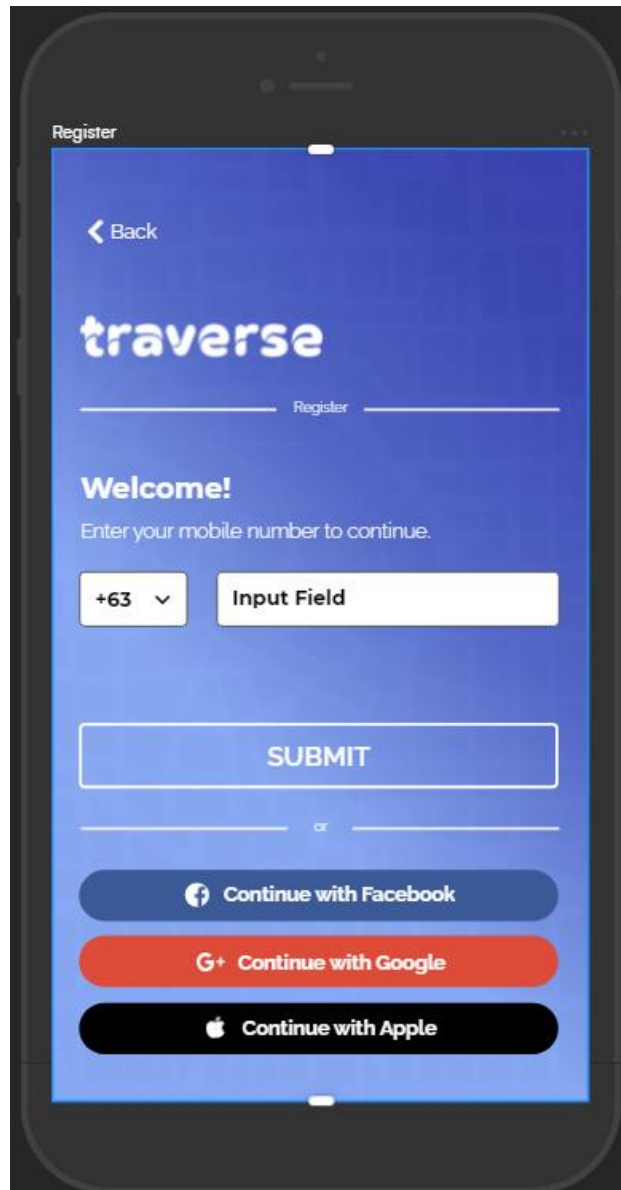 Register
Back
traverse
Register
Welcome!
Enter your mobile number to continue.
+63 Input Field
SUBMIT
or
Continue with Facebook
G+ Continue with Google
Continue with Apple